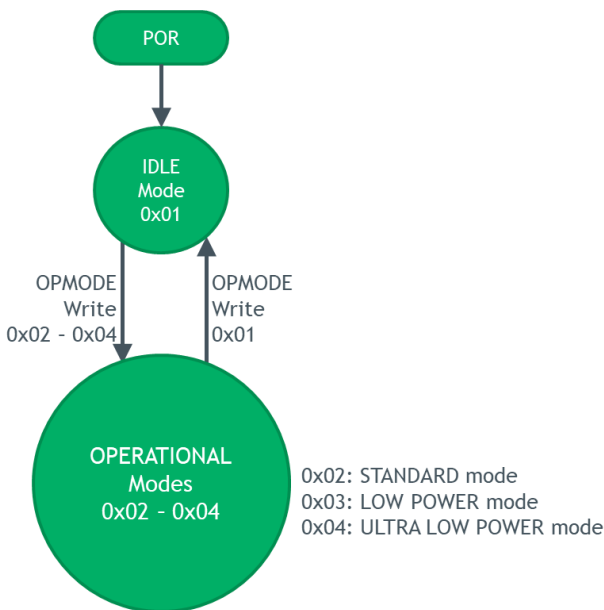 POR
IDLE
Mode
0x01
OPMODE
Write
0x02 - 0x04
OPMODE
Write
0x01
OPERATIONAL
Modes
0x02 - 0x04
0x02: STANDARD mode
0x03: LOW POWER mode
0x04: ULTRA LOW POWER mode